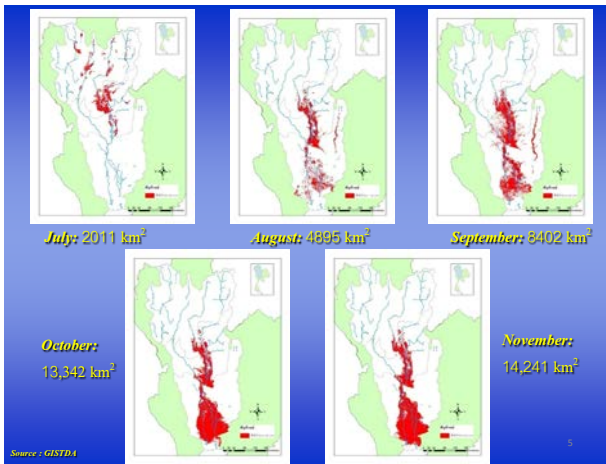 July: 2011 km²
August: 4895 km²
September: 8402 km²
October:
13,342 km²
November:
14,241 km²
Source : GISTDA
5